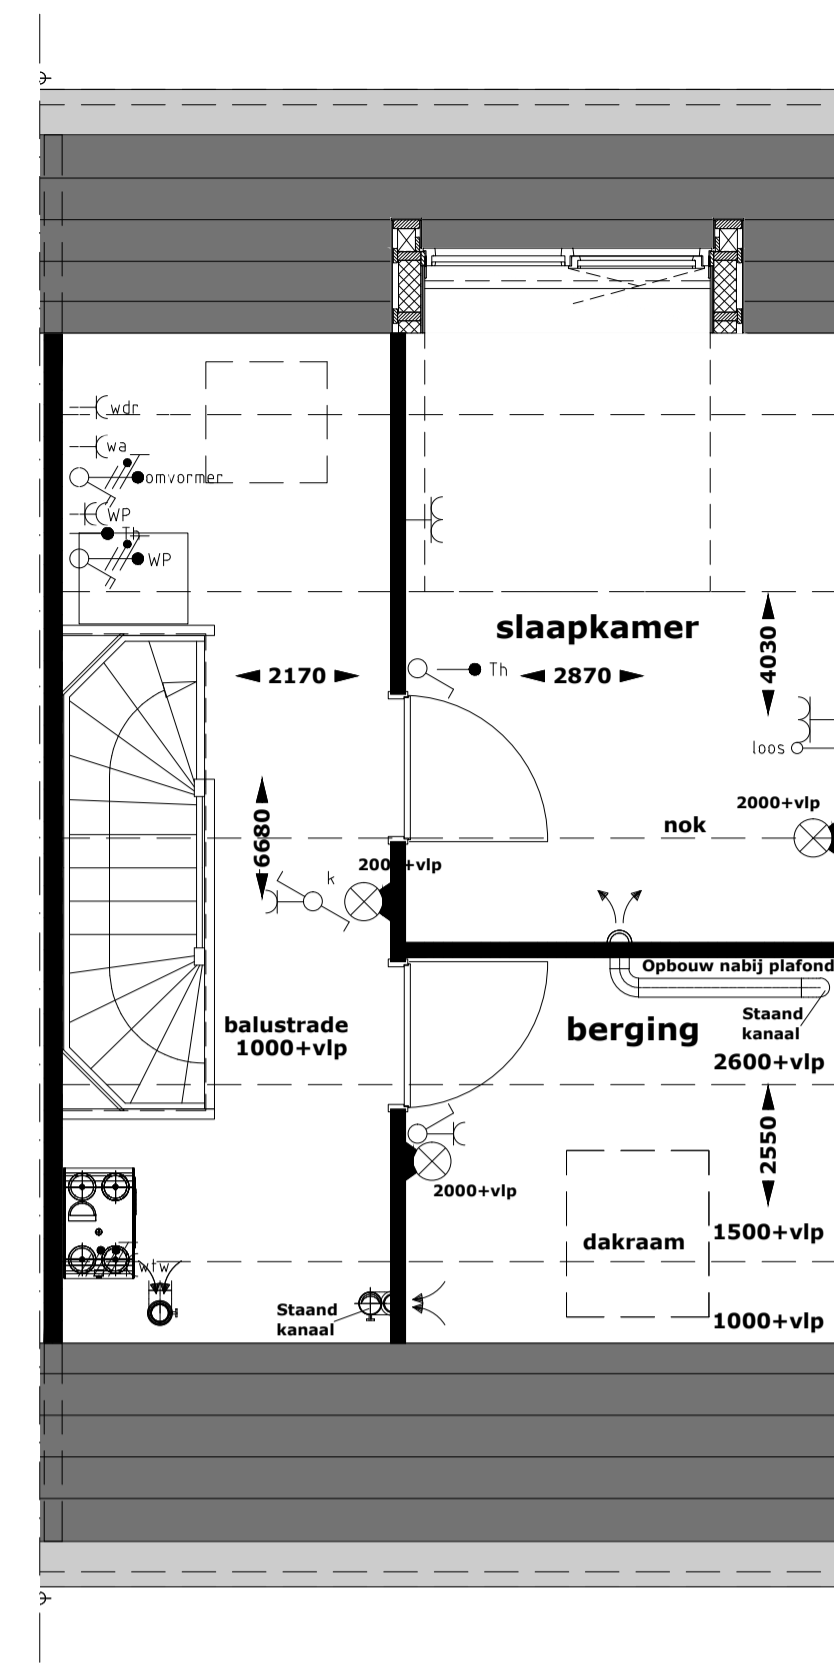 wdr
wa
omvormer
WP
Th
WP
slaapkamer
4030
2170
Th
2870
loos
2000+vlp
nok
6680
k
2000+vlp
Opbouw nabij plafond
Staand
kanaal
balustrade
1000+vlp
berging
2600+vlp
2550
2000+vlp
1500+vlp
dakraam
wtw
Staand
kanaal
1000+vlp